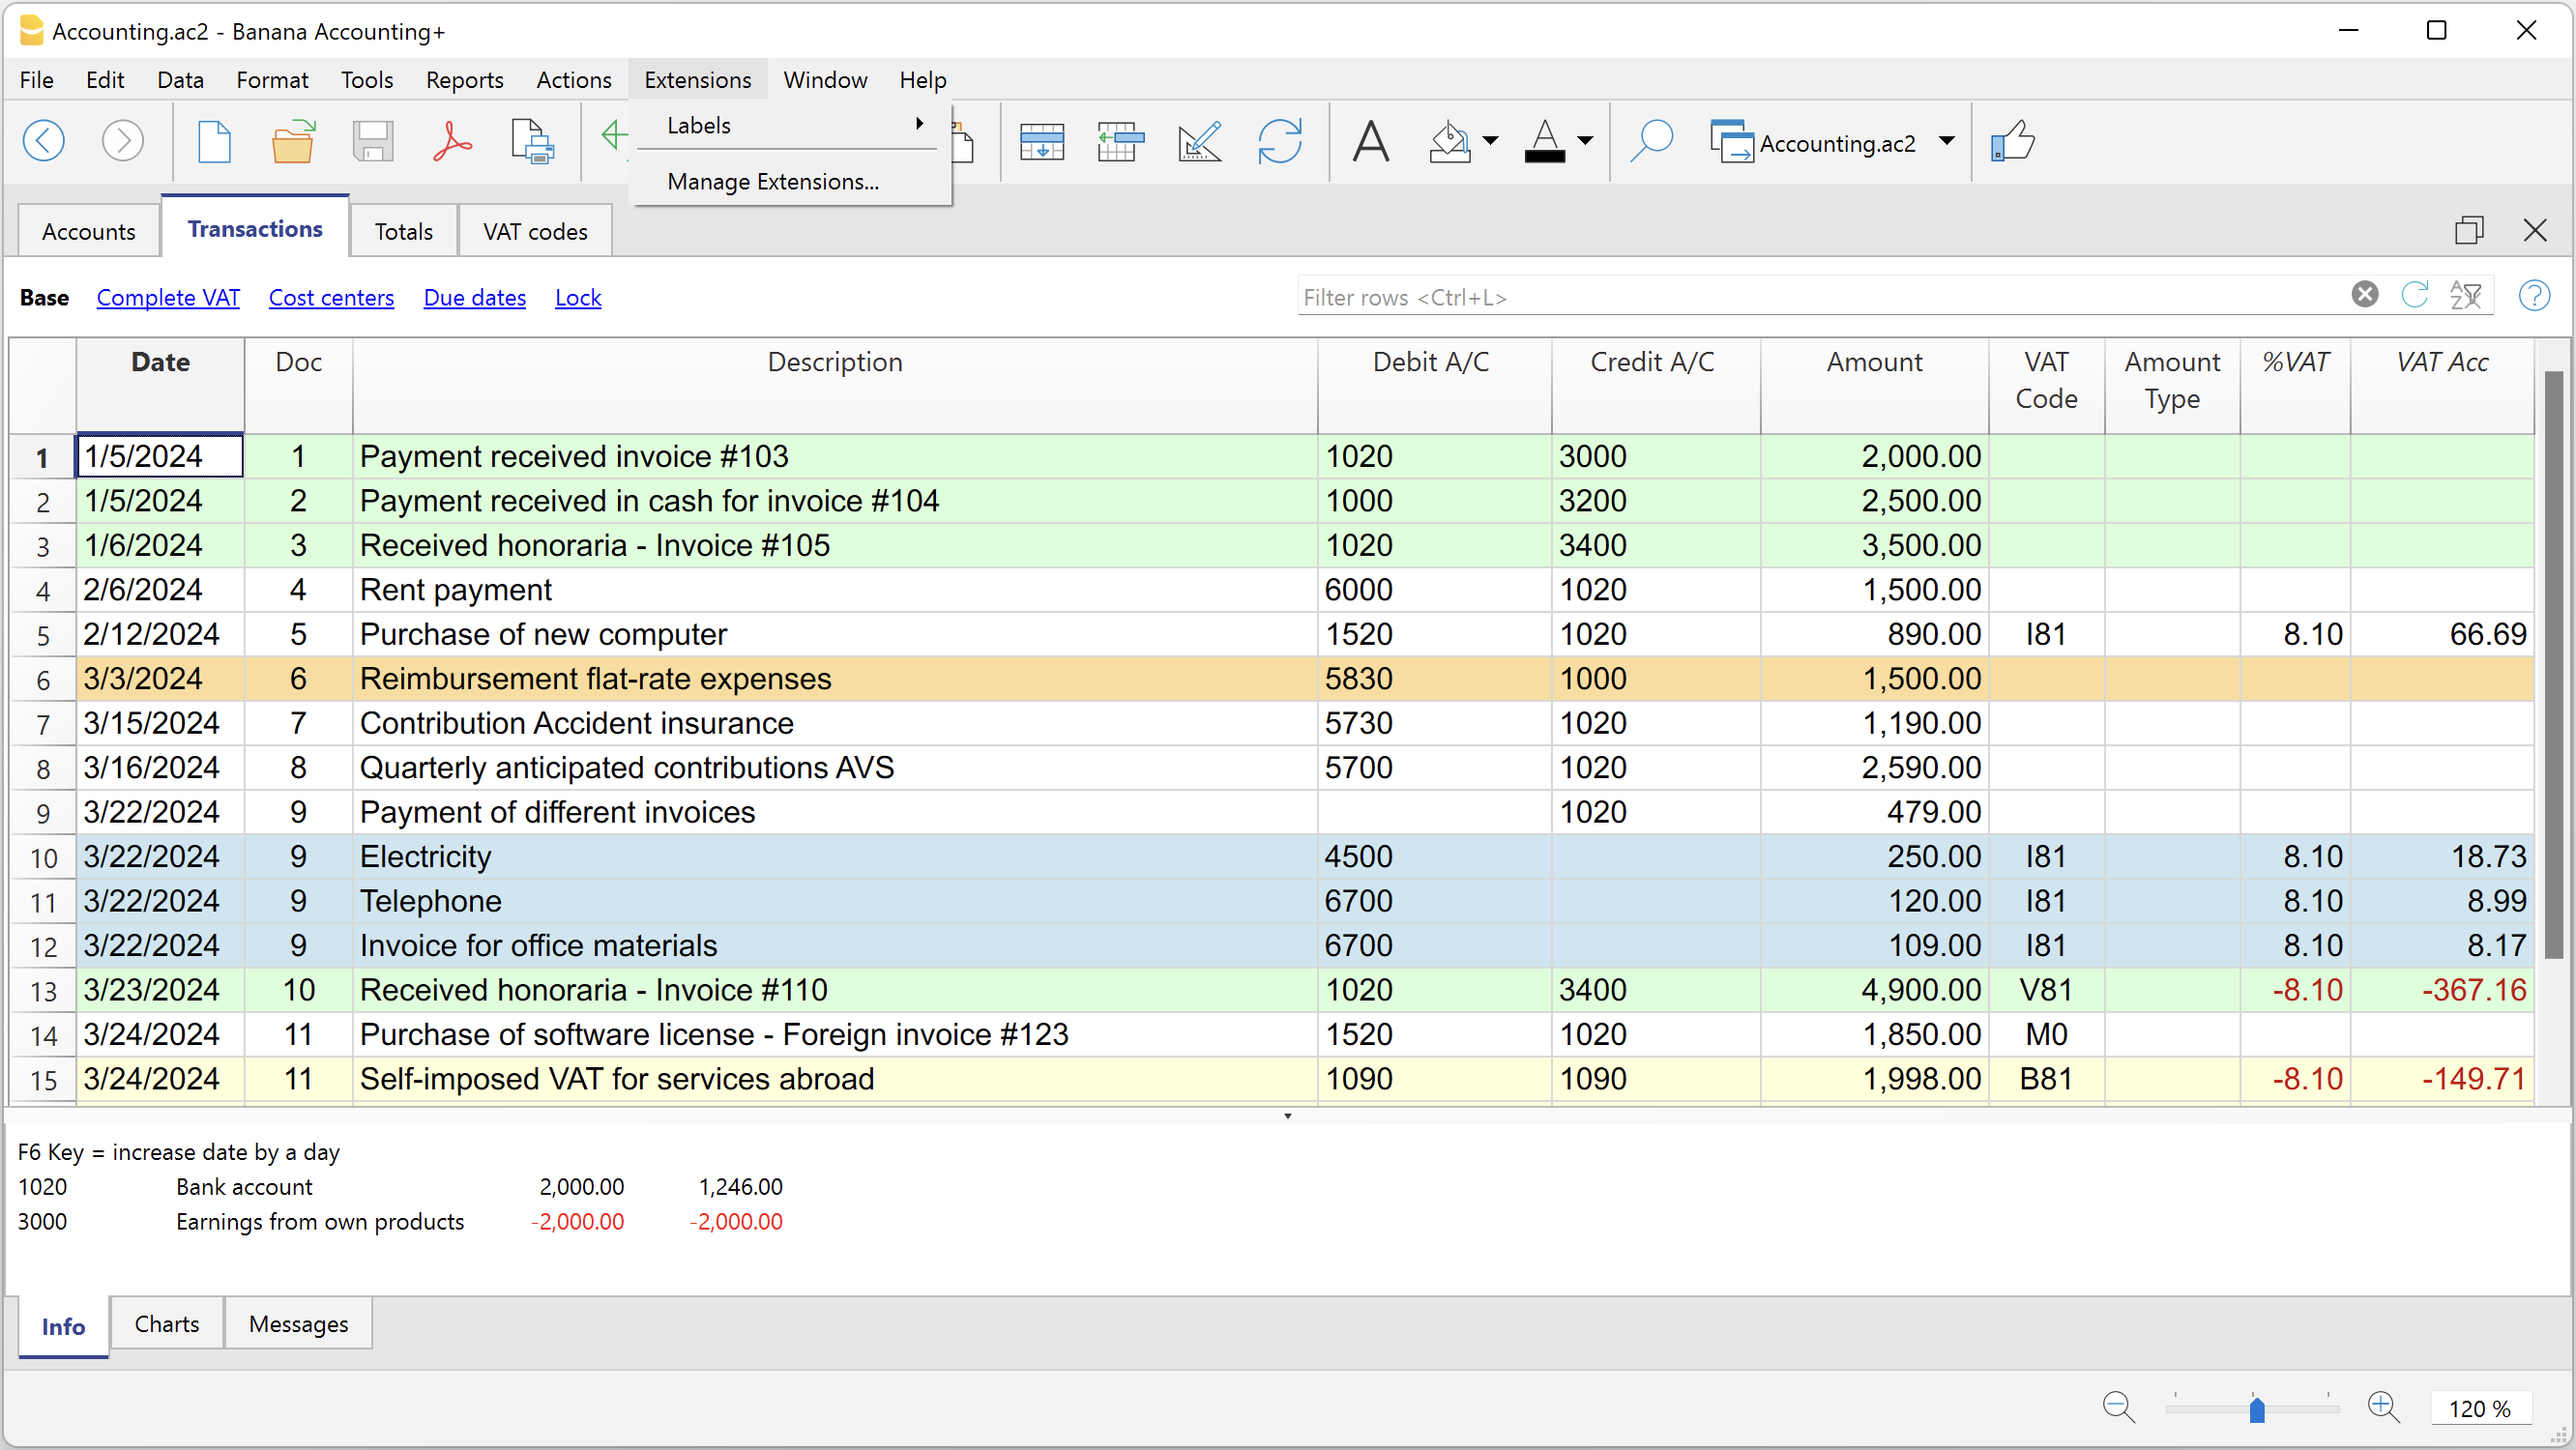 Accounting.ac2 - Banana Accounting+
File Edit Data Format Tools Reports Actions Extensions Window Help
Labels
Manage Extensions...
Accounting.ac2
Accounts Transactions Totals VAT codes
Base Complete VAT Cost centers Due dates Lock Filter rows <Ctrl+L>
Date Doc Description Debit A/C Credit A/C Amount VAT Code Amount Type %VAT VAT Acc
1 1/5/2024 1 Payment received invoice #103 1020 3000 2,000.00
2 1/5/2024 2 Payment received in cash for invoice #104 1000 3200 2,500.00
3 1/6/2024 3 Received honoraria - Invoice #105 1020 3400 3,500.00
4 2/6/2024 4 Rent payment 6000 1020 1,500.00
5 2/12/2024 5 Purchase of new computer 1520 1020 890.00 I81 8.10 66.69
6 3/3/2024 6 Reimbursement flat-rate expenses 5830 1000 1,500.00
7 3/15/2024 7 Contribution Accident insurance 5730 1020 1,190.00
8 3/16/2024 8 Quarterly anticipated contributions AVS 5700 1020 2,590.00
9 3/22/2024 9 Payment of different invoices 1020 479.00
10 3/22/2024 9 Electricity 4500 250.00 I81 8.10 18.73
11 3/22/2024 9 Telephone 6700 120.00 I81 8.10 8.99
12 3/22/2024 9 Invoice for office materials 6700 109.00 I81 8.10 8.17
13 3/23/2024 10 Received honoraria - Invoice #110 1020 3400 4,900.00 V81 -8.10 -367.16
14 3/24/2024 11 Purchase of software license - Foreign invoice #123 1520 1020 1,850.00 M0
15 3/24/2024 11 Self-imposed VAT for services abroad 1090 1090 1,998.00 B81 -8.10 -149.71
F6 Key = increase date by a day
1020 Bank account 2,000.00 1,246.00
3000 Earnings from own products -2,000.00 -2,000.00
Info Charts Messages
120 %